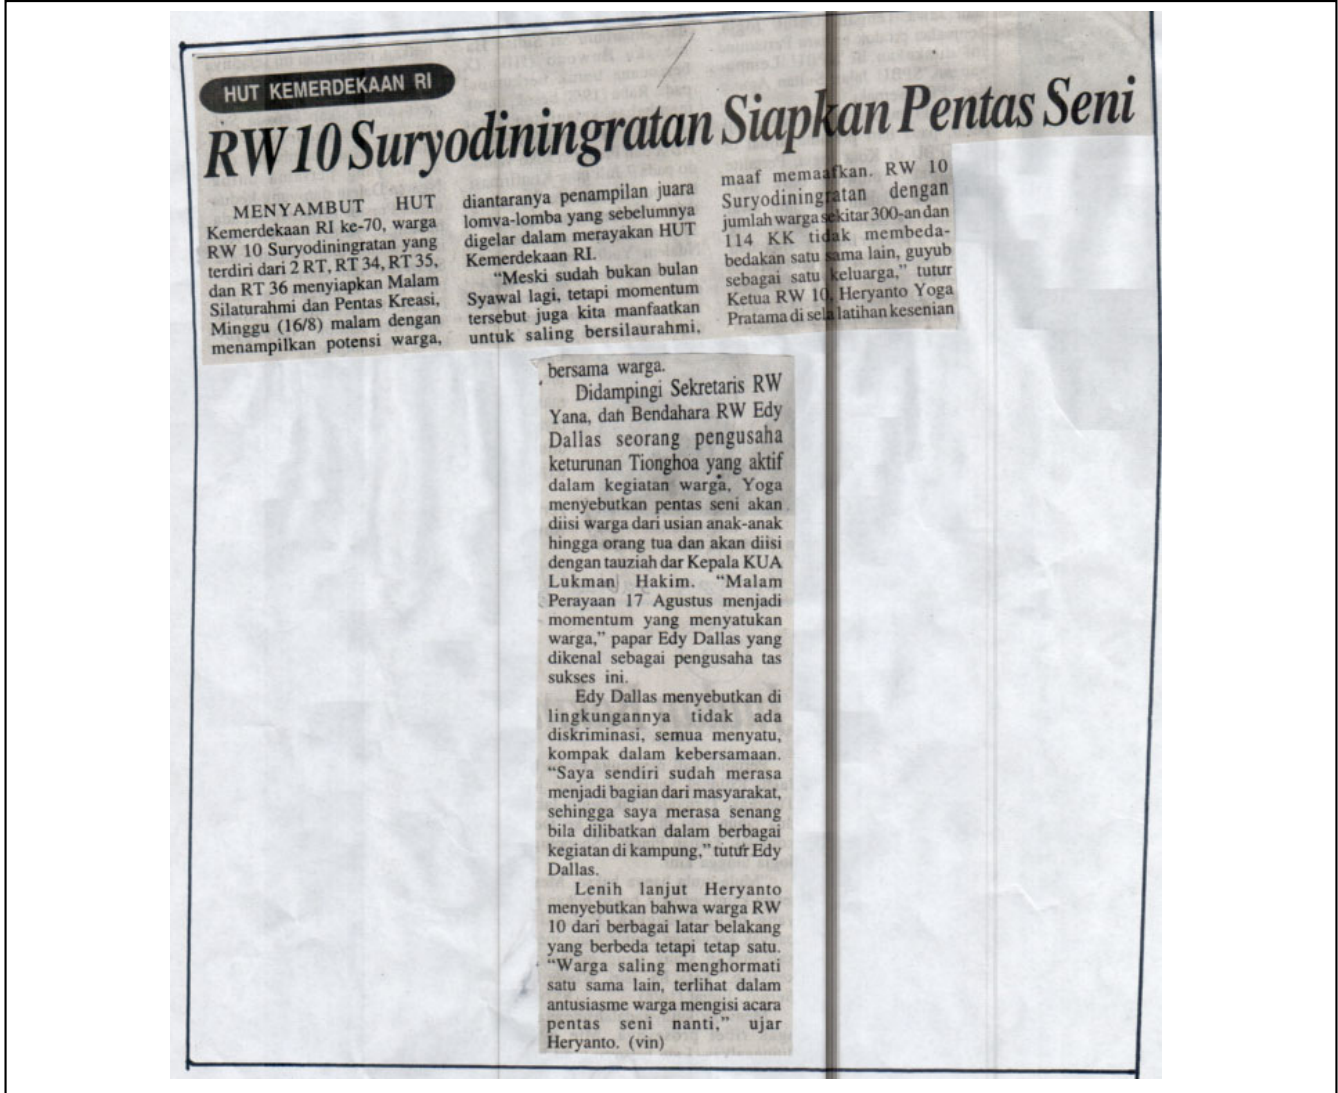 HUT KEMERDEKAAN RI
RW 10 Suryodiningratan Siapkan Pentas Seni
MENYAMBUT HUT
Kemerdekaan RI ke-70, warga
RW 10 Suryodiningratan yang
terdiri dari 2 RT, RT 34, RT 35,
dan RT 36 menyiapkan Malam
Silaturahmi dan Pentas Kreasi,
Minggu (16/8) malam dengan
menampilkan potensi warga,
diantaranya penampilan juara
lomva-lomba yang sebelumnya
digelar dalam merayakan HUT
Kemerdekaan RI.
“Meski sudah bukan bulan
Syawal lagi, tetapi momentum
tersebut juga kita manfaatkan
untuk saling bersilaurahmi,
maaf memaafkan. RW 10
Suryodiningratan dengan
jumlah warga sekitar 300-an dan
114 KK tidak membeda-
bedakan satu sama lain, guyub
sebagai satu keluarga,” tutur
Ketua RW 10, Heryanto Yoga
Pratama di sela latihan kesenian
bersama warga.
Didampingi Sekretaris RW
Yana, dan Bendahara RW Edy
Dallas seorang pengusaha
keturunan Tionghoa yang aktif
dalam kegiatan warga, Yoga
menyebutkan pentas seni akan
diisi warga dari usian anak-anak
hingga orang tua dan akan diisi
dengan tauziah dar Kepala KUA
Lukman Hakim. “Malam
Perayaan 17 Agustus menjadi
momentum yang menyatukan
warga,” papar Edy Dallas yang
dikenal sebagai pengusaha tas
sukses ini.
Edy Dallas menyebutkan di
lingkungannya tidak ada
diskriminasi, semua menyatu,
kompak dalam kebersamaan.
“Saya sendiri sudah merasa
menjadi bagian dari masyarakat,
sehingga saya merasa senang
bila dilibatkan dalam berbagai
kegiatan di kampung,” tutur Edy
Dallas.
Lenih lanjut Heryanto
menyebutkan bahwa warga RW
10 dari berbagai latar belakang
yang berbeda tetapi tetap satu.
“Warga saling menghormati
satu sama lain, terlihat dalam
antusiasme warga mengisi acara
pentas seni nanti,” ujar
Heryanto. (vin)